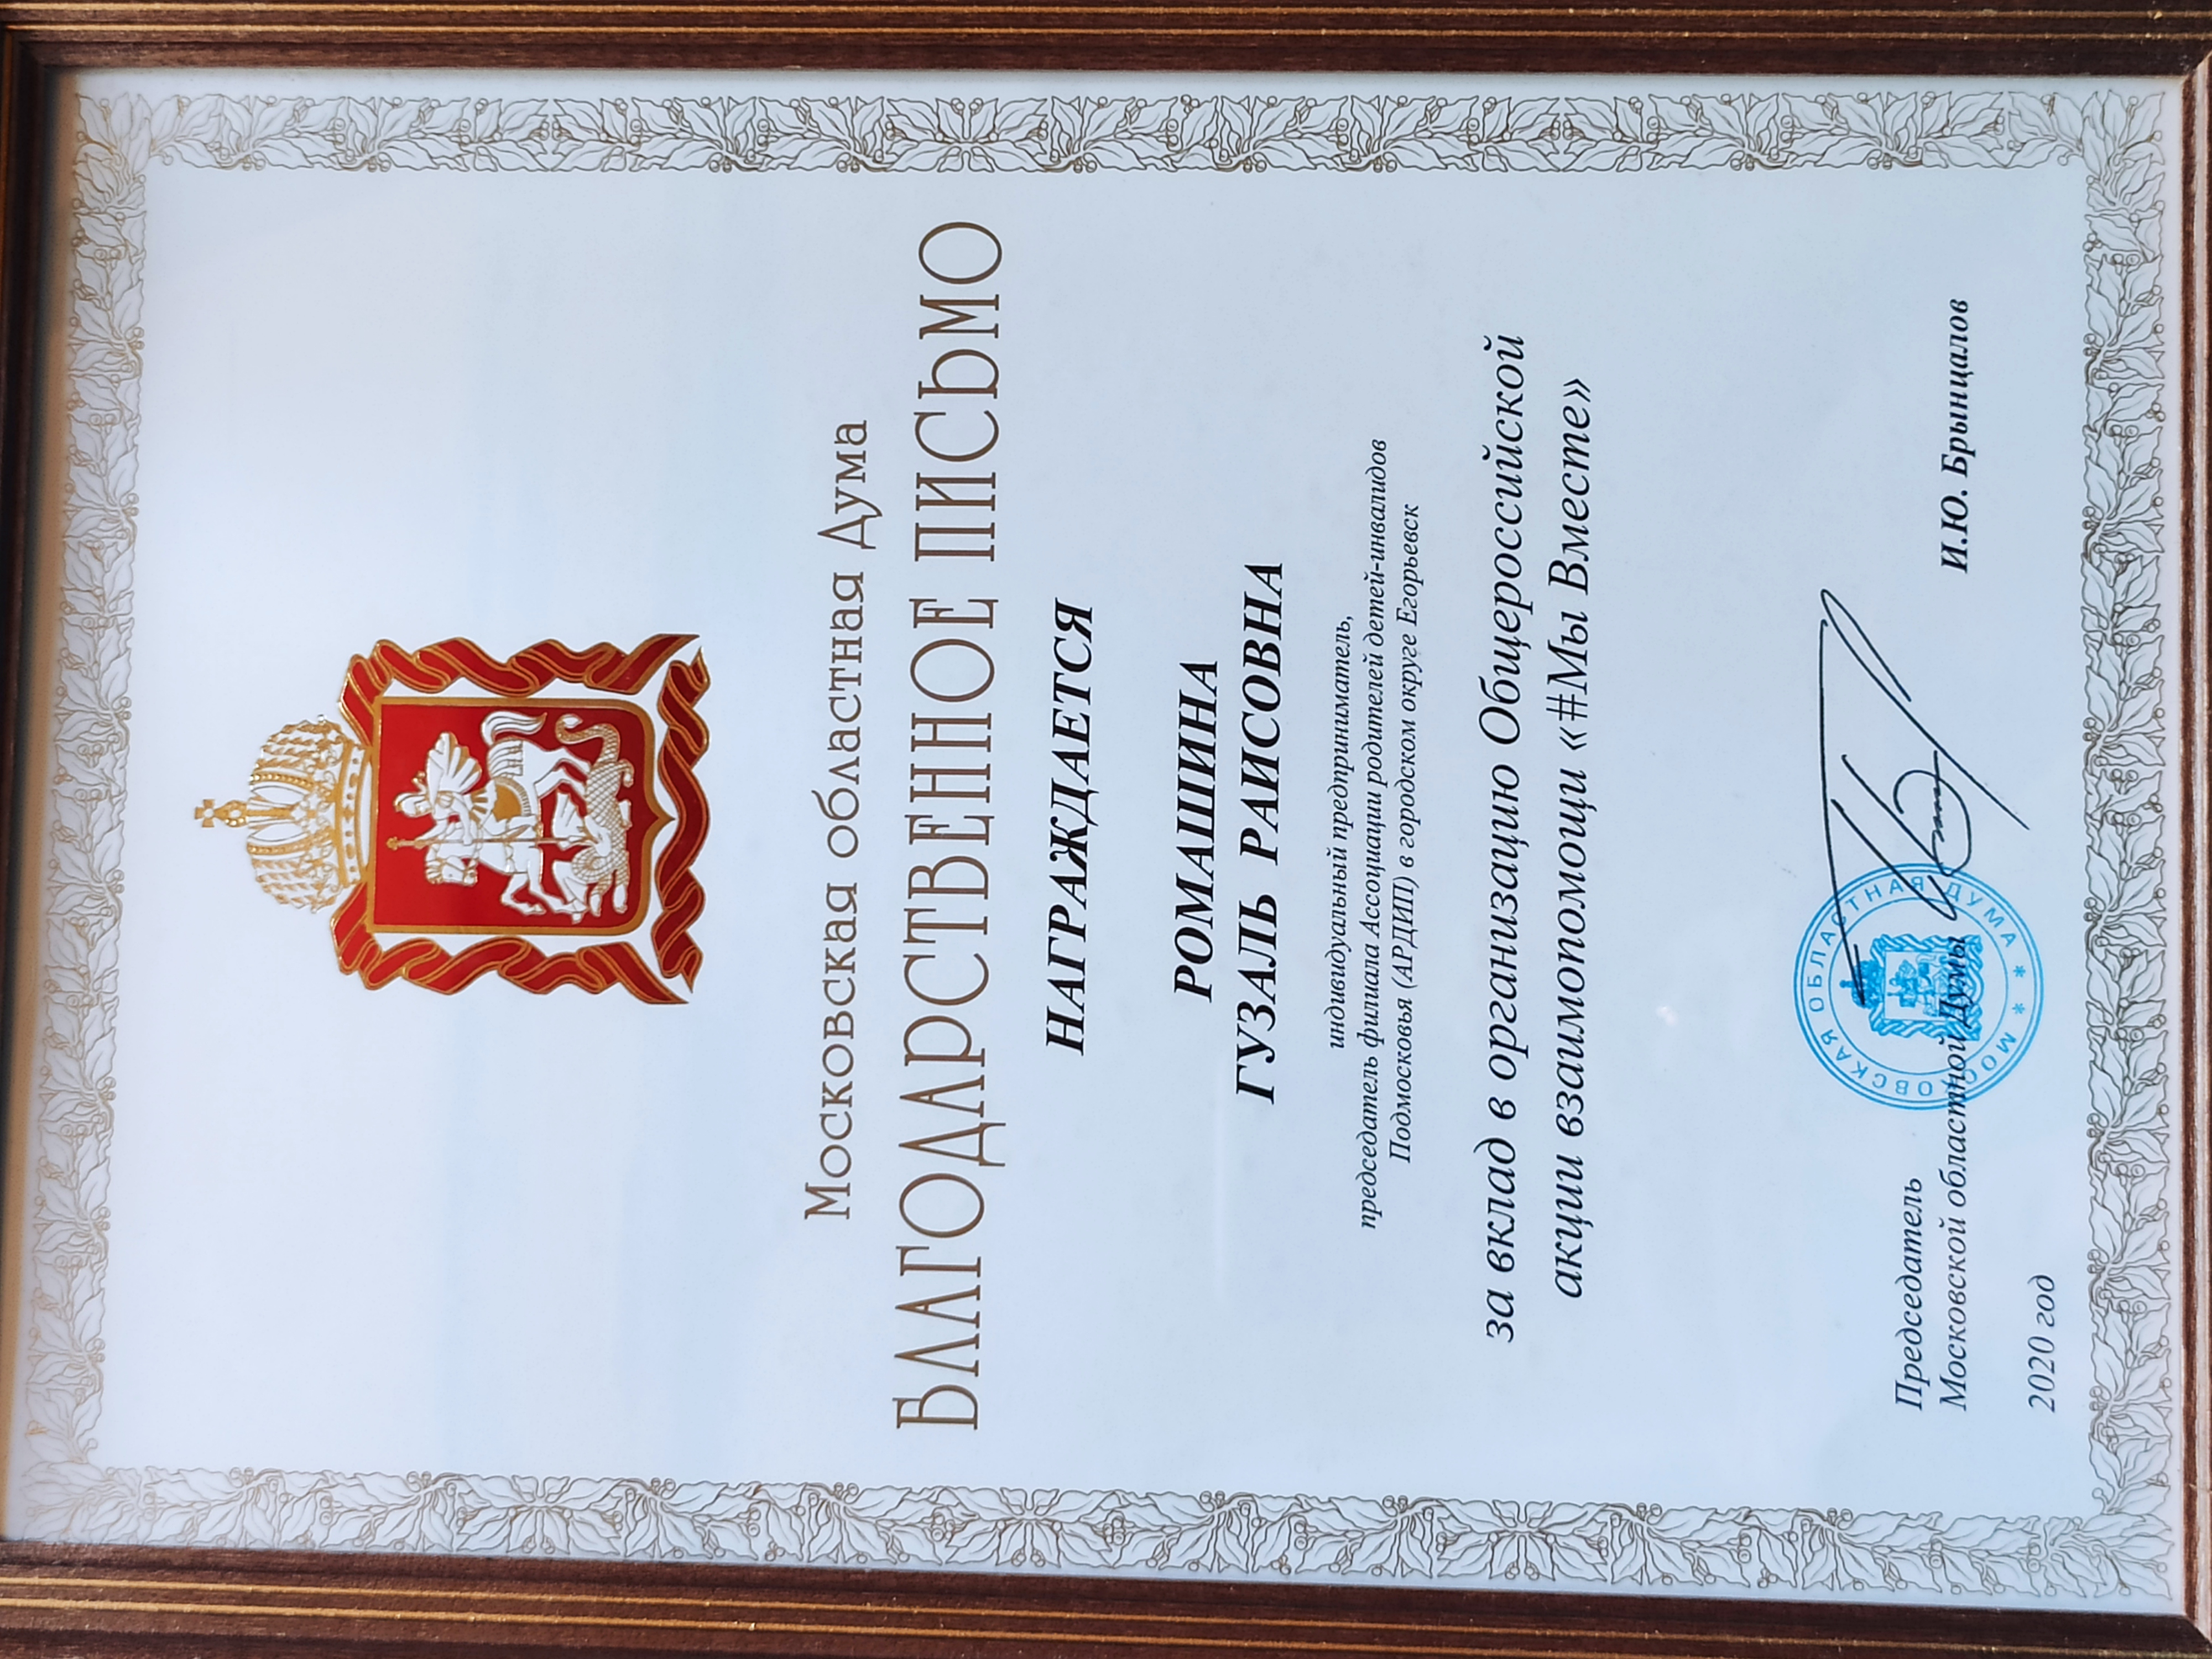 Московская областная Дума
БЛАГОДАРСТВЕННОЕ ПИСЬМО
НАГРАЖДАЕТСЯ
РОМАШИНА
ГУЗАЛЬ РАИСОВНА
индивидуальный предприниматель,
председатель филиала Ассоциации родителей детей-инвалидов
Подмосковья (АРДИП) в городском округе Егорьевск
за вклад в организацию Общероссийской
акции взаимопомощи «#Мы Вместе»
Председатель
Московской областной Думы
И.Ю. Брынцалов
2020 год
* МОСКОВСКАЯ ОБЛАСТНАЯ ДУМА *